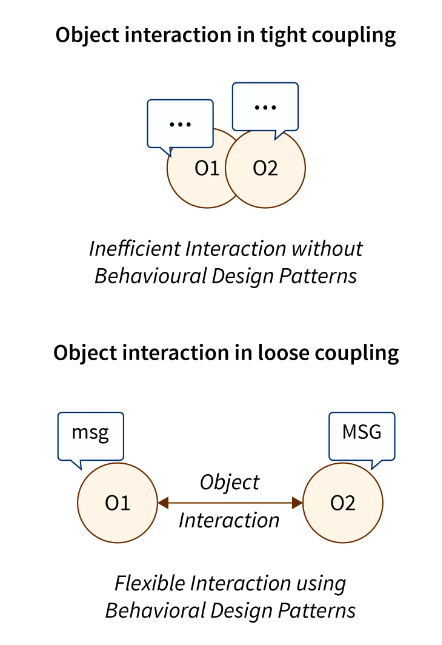 Object interaction in tight coupling
...
...
O1
O2
Inefficient Interaction without
Behavioural Design Patterns
Object interaction in loose coupling
msg
MSG
O1
Object
Interaction
O2
Flexible Interaction using
Behavioral Design Patterns